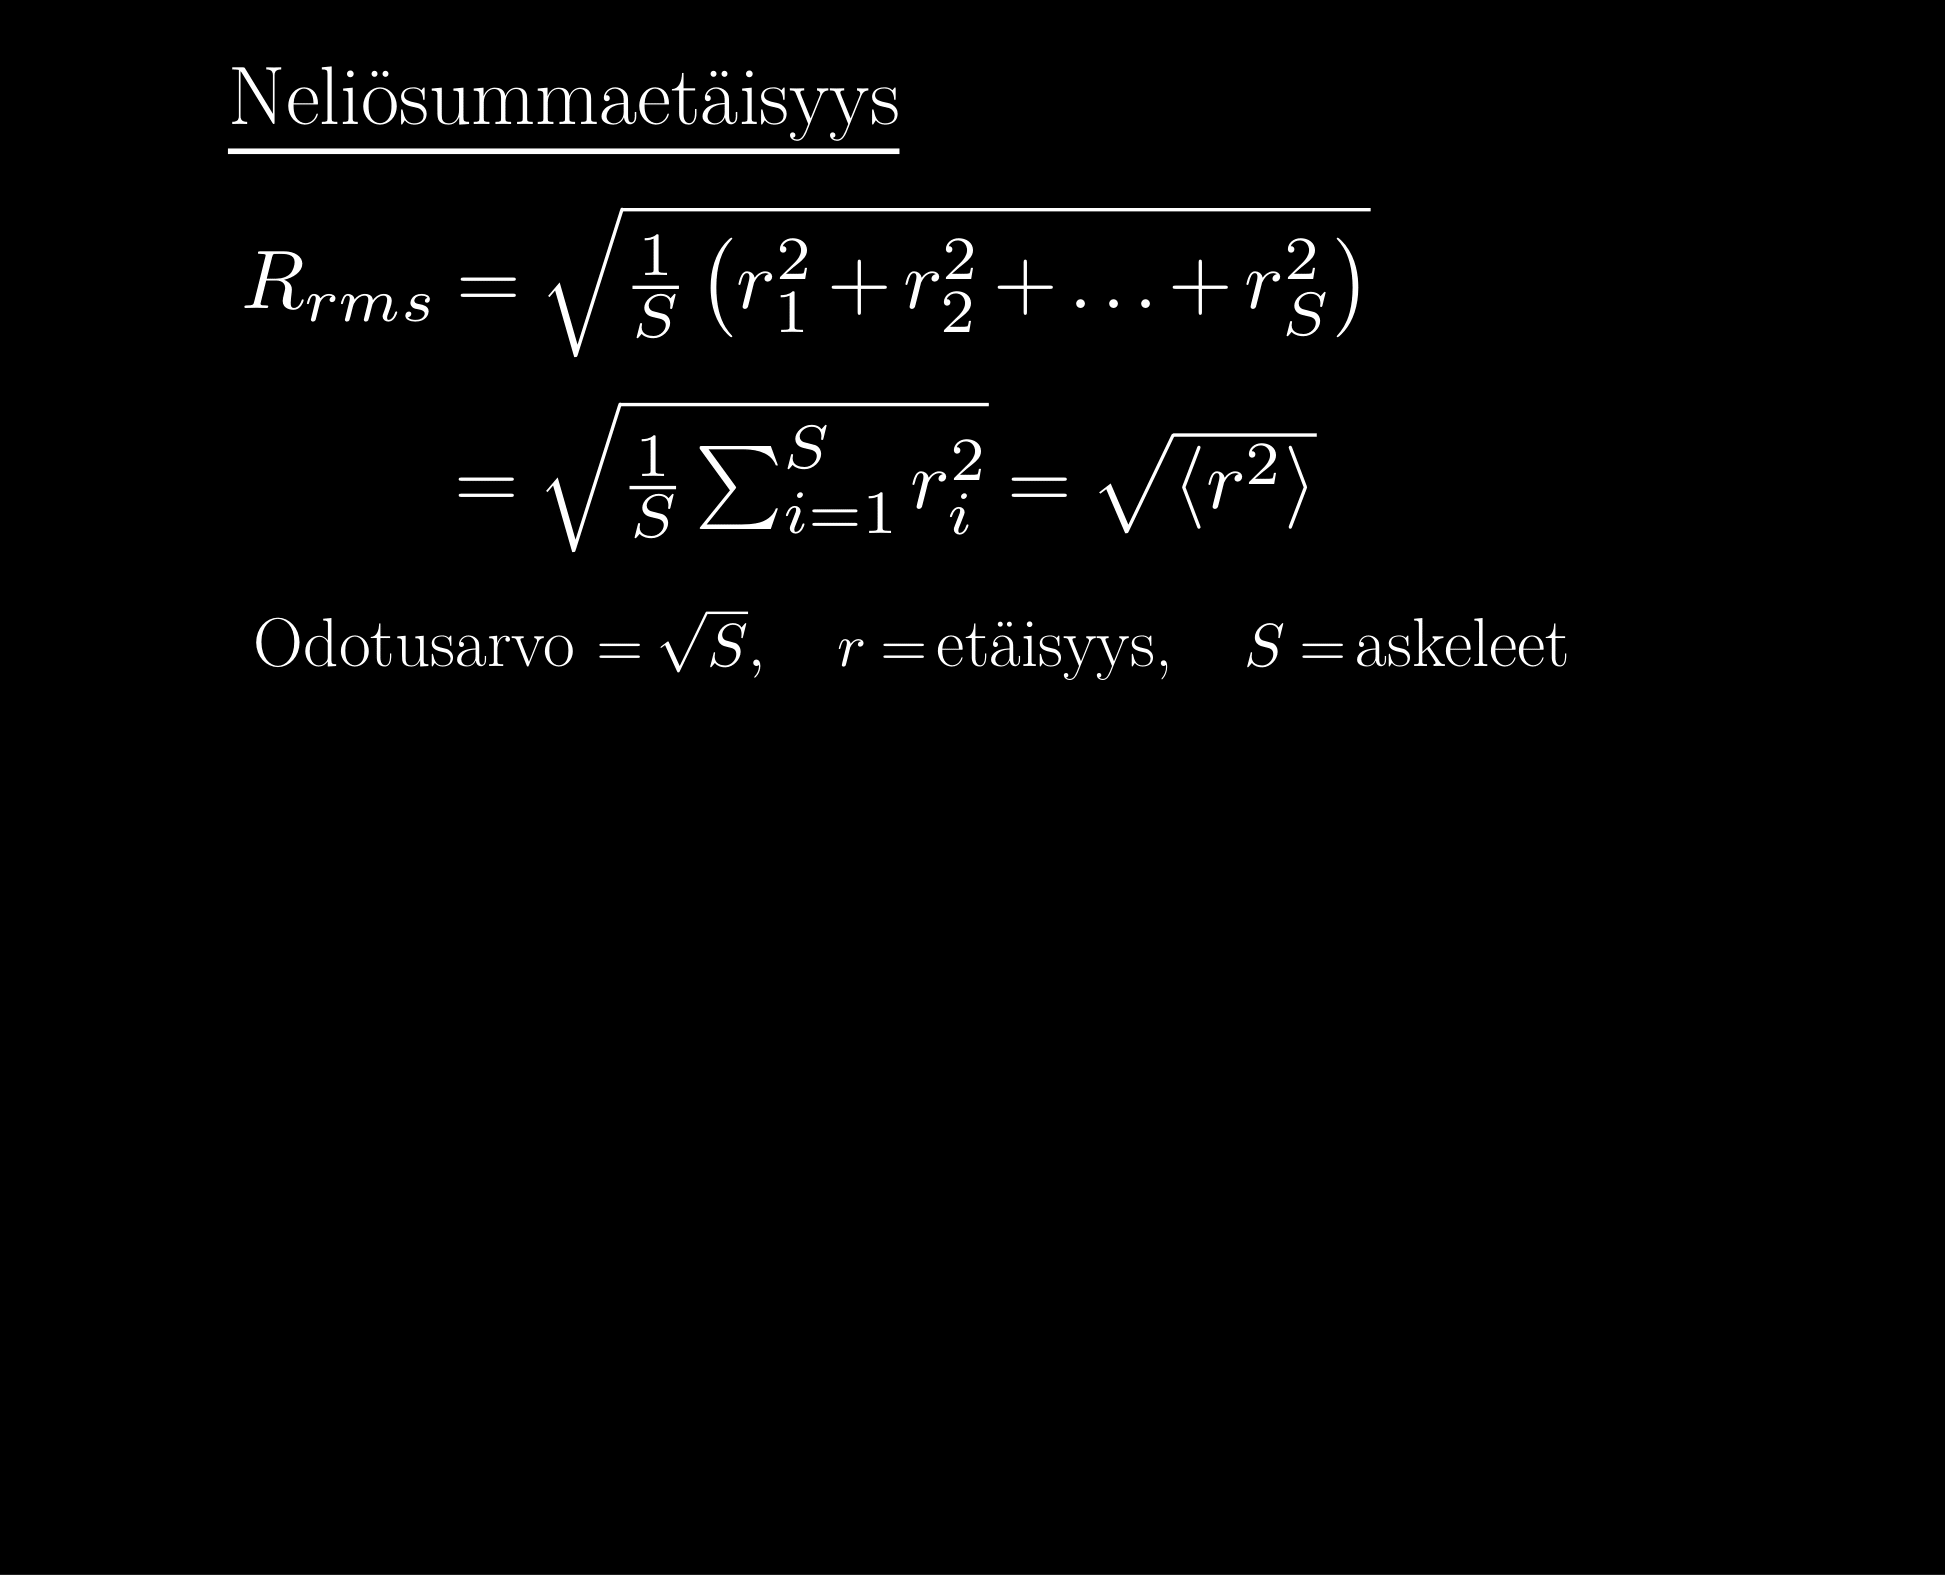 Neliösummaetäisyys
$R_{rms} = \sqrt{\frac{1}{S}\left(r_1^2 + r_2^2 + \ldots + r_S^2\right)}$
$= \sqrt{\frac{1}{S}\sum_{i=1}^{S} r_i^2} = \sqrt{\langle r^2 \rangle}$
Odotusarvo $= \sqrt{S}$, $r =$ etäisyys, $S =$ askeleet